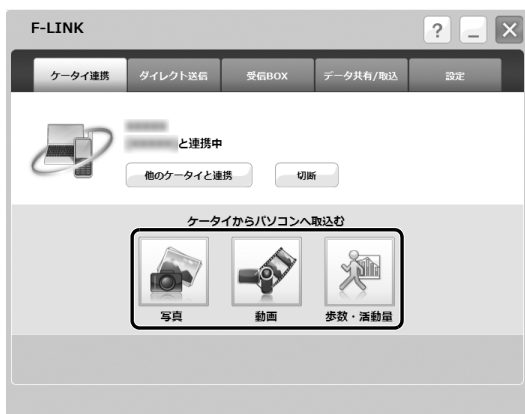 F-LINK
?
ケータイ連携 ダイレクト送信 受信BOX データ共有/取込 設定
と連携中
他のケータイと連携 切断
ケータイからパソコンへ取込む
写真 動画 歩数・活動量